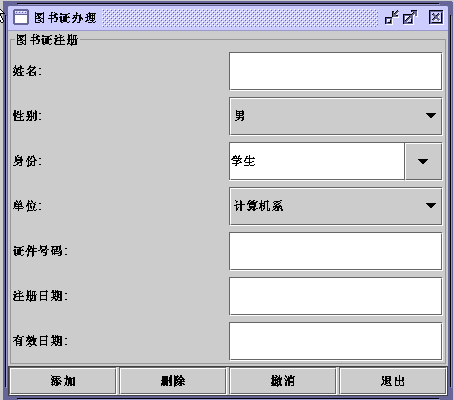 图书证办理
图书证注册
姓名:
性别: 男
身份: 学生
单位: 计算机系
证件号码:
注册日期:
有效日期:
添加 删除 撤消 退出